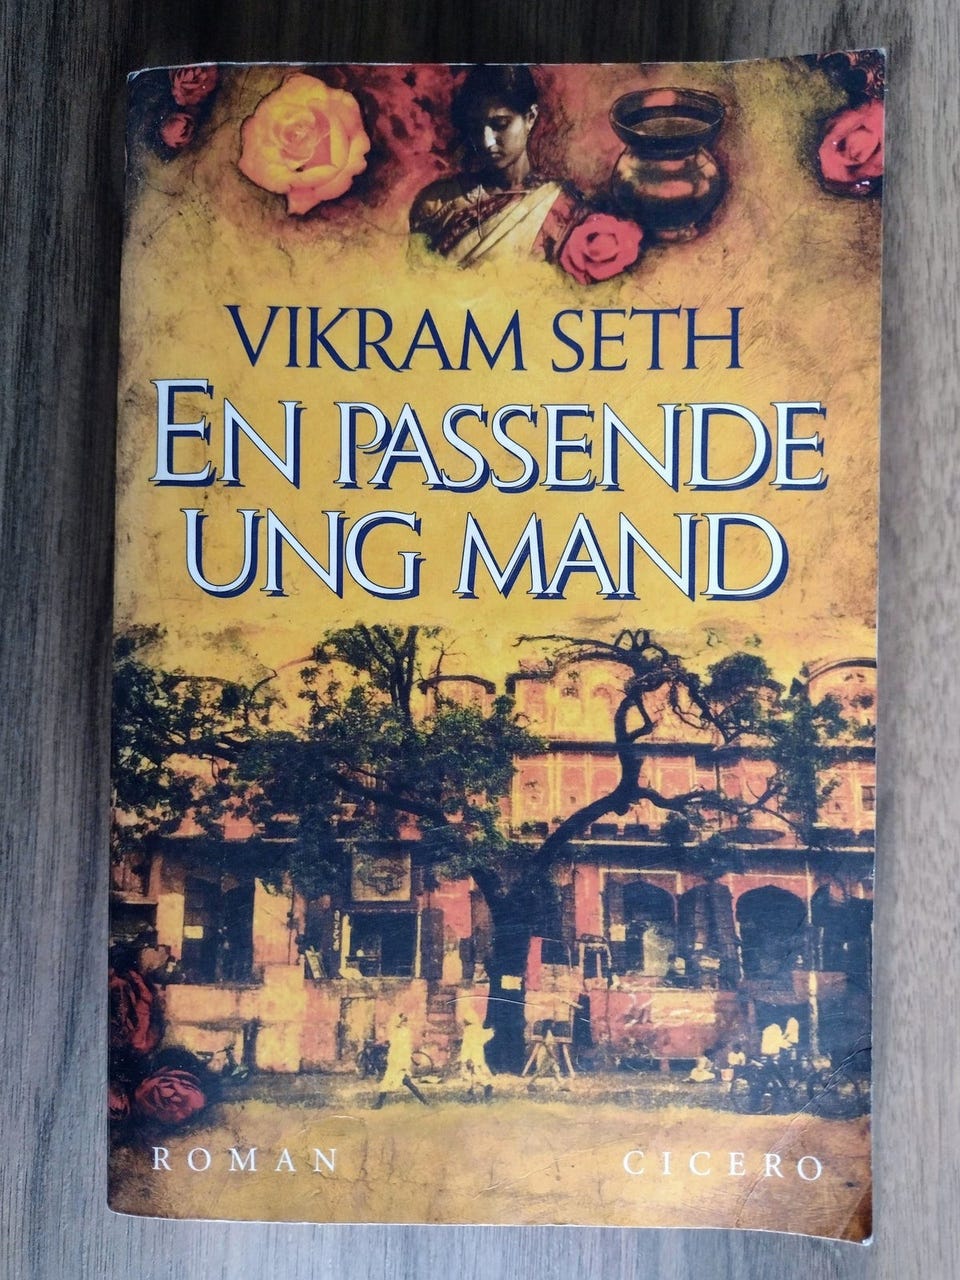 VIKRAM SETH
EN PASSENDE
UNG MAND
ROMAN
CICERO